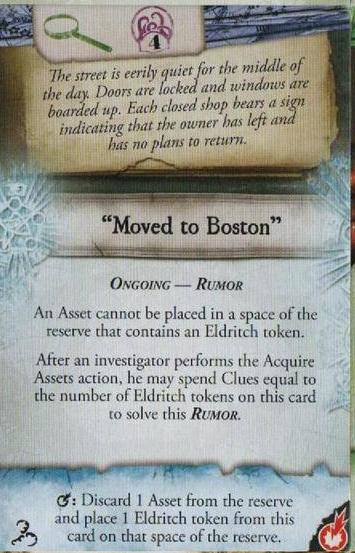 4
The street is eerily quiet for the middle of
the day. Doors are locked and windows are
boarded up. Each closed shop bears a sign
indicating that the owner has left and
has no plans to return.
“Moved to Boston”
ONGOING — RUMOR
An Asset cannot be placed in a space of the
reserve that contains an Eldritch token.
After an investigator performs the Acquire
Assets action, he may spend Clues equal to
the number of Eldritch tokens on this card
to solve this RUMOR.
: Discard 1 Asset from the reserve
and place 1 Eldritch token from this
card on that space of the reserve.